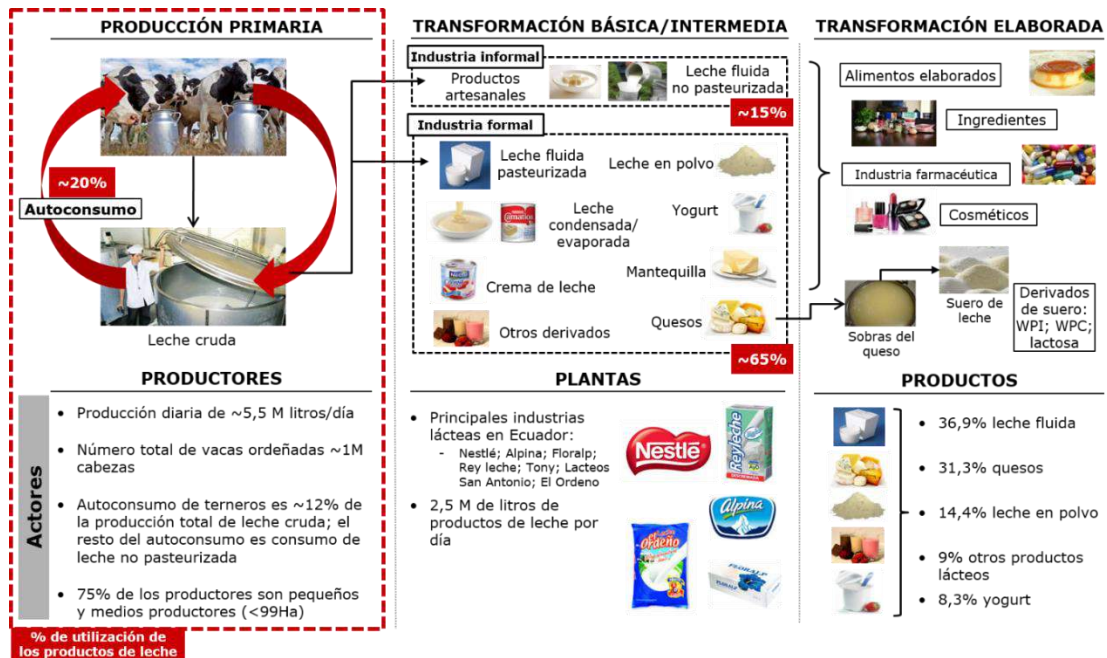 PRODUCCIÓN PRIMARIA
~20%
Autoconsumo
Leche cruda
TRANSFORMACIÓN BÁSICA/INTERMEDIA
Industria informal
Productos
artesanales
Leche fluida
no pasteurizada
~15%
Industria formal
Leche fluida
pasteurizada
Leche en polvo
Leche
condensada/
evaporada
Yogurt
Crema de leche
Mantequilla
Otros derivados
Quesos
~65%
TRANSFORMACIÓN ELABORADA
Alimentos elaborados
Ingredientes
Industria farmacéutica
Cosméticos
Sobras del
queso
Suero de
leche
Derivados
de suero:
WPI; WPC;
lactosa
Actores
PRODUCTORES
• Producción diaria de ~5,5 M litros/día
• Número total de vacas ordeñadas ~1M
cabezas
• Autoconsumo de terneros es ~12% de
la producción total de leche cruda; el
resto del autoconsumo es consumo de
leche no pasteurizada
• 75% de los productores son pequeños
y medios productores (<99Ha)
% de utilización de
los productos de leche
PLANTAS
• Principales industrias
lácteas en Ecuador:
- Nestlé; Alpina; Floralp;
Rey leche; Tony; Lacteos
San Antonio; El Ordeno
• 2,5 M de litros de
productos de leche por
día
Nestlé
Reyleche
Alpina
Ordeño
FLORALP
PRODUCTOS
• 36,9% leche fluida
• 31,3% quesos
• 14,4% leche en polvo
• 9% otros productos
lácteos
• 8,3% yogurt